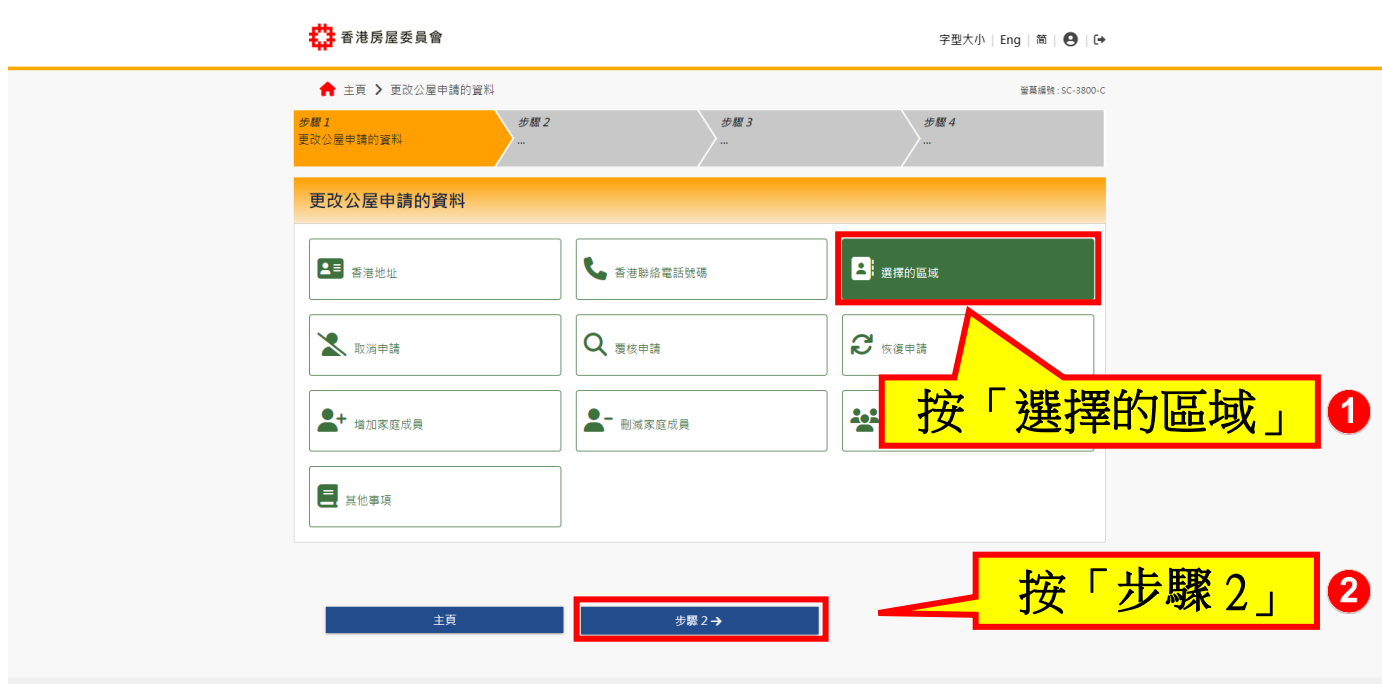 香港房屋委員會
字型大小 | Eng | 简
主頁 > 更改公屋申請的資料
螢幕編號 : SC-3800-C
步驟 1
更改公屋申請的資料
步驟 2
...
步驟 3
...
步驟 4
...
更改公屋申請的資料
香港地址
香港聯絡電話號碼
選擇的區域
取消申請
覆核申請
恢復申請
按「選擇的區域」
1
增加家庭成員
刪減家庭成員
其他事項
按「步驟 2」
2
主頁
步驟 2 →